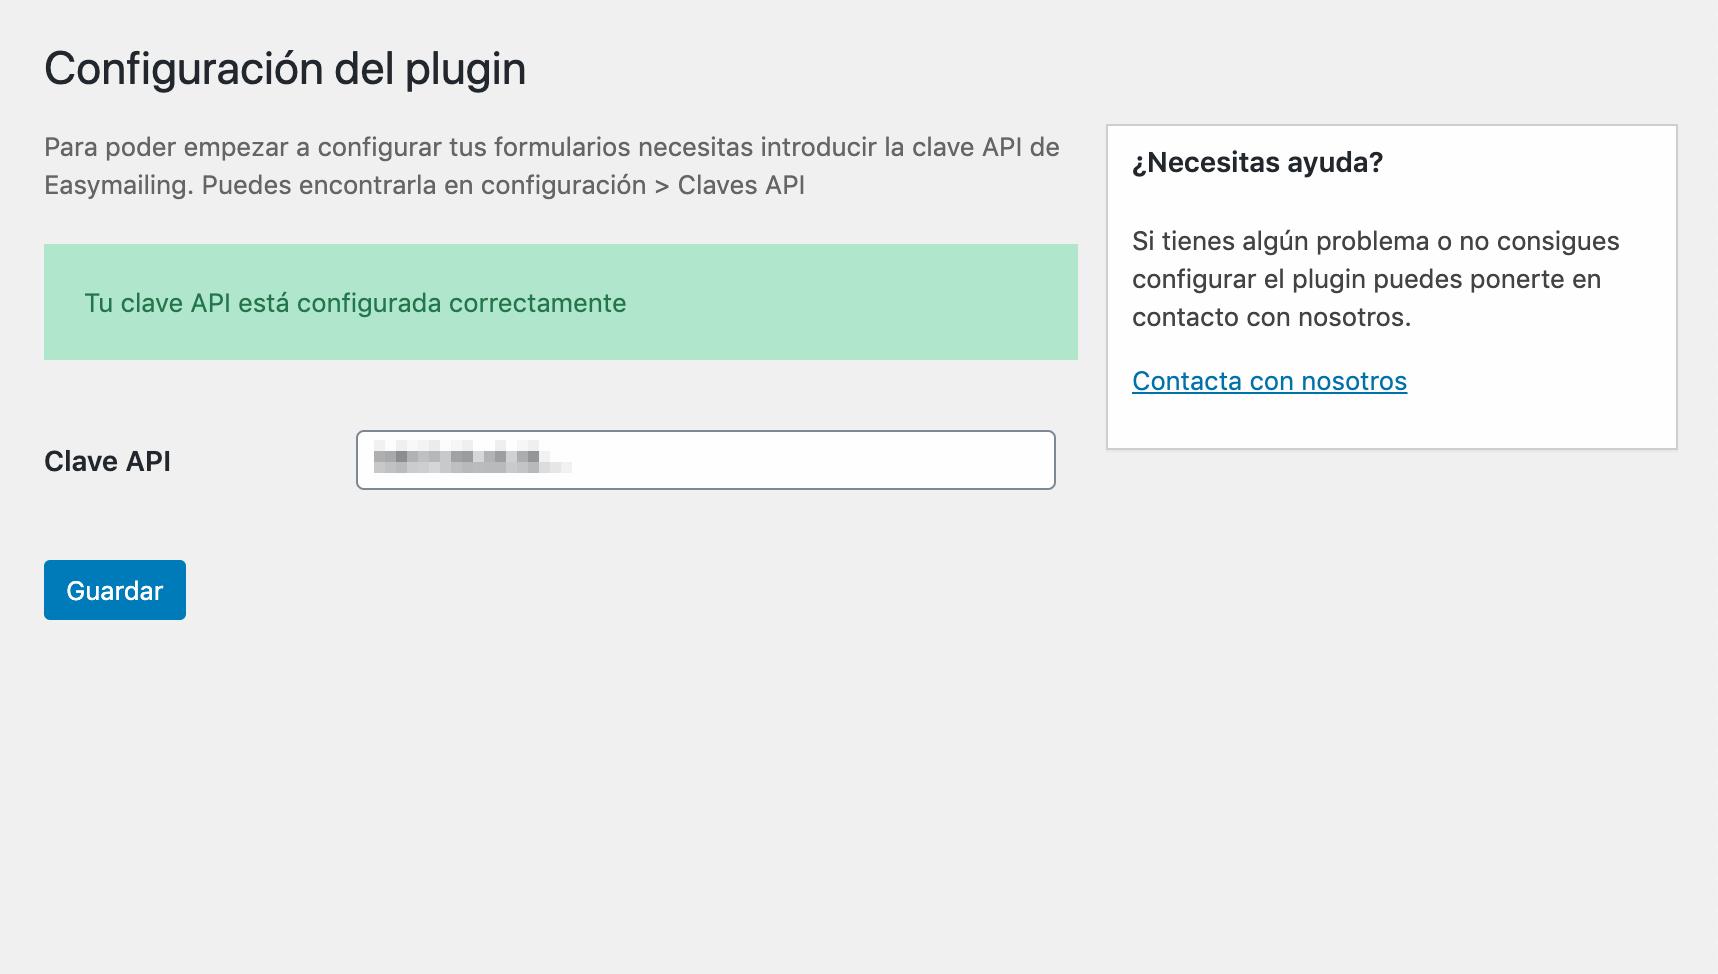 Configuración del plugin
Para poder empezar a configurar tus formularios necesitas introducir la clave API de
Easymailing. Puedes encontrarla en configuración > Claves API
Tu clave API está configurada correctamente
Clave API
Guardar
¿Necesitas ayuda?
Si tienes algún problema o no consigues
configurar el plugin puedes ponerte en
contacto con nosotros.
Contacta con nosotros